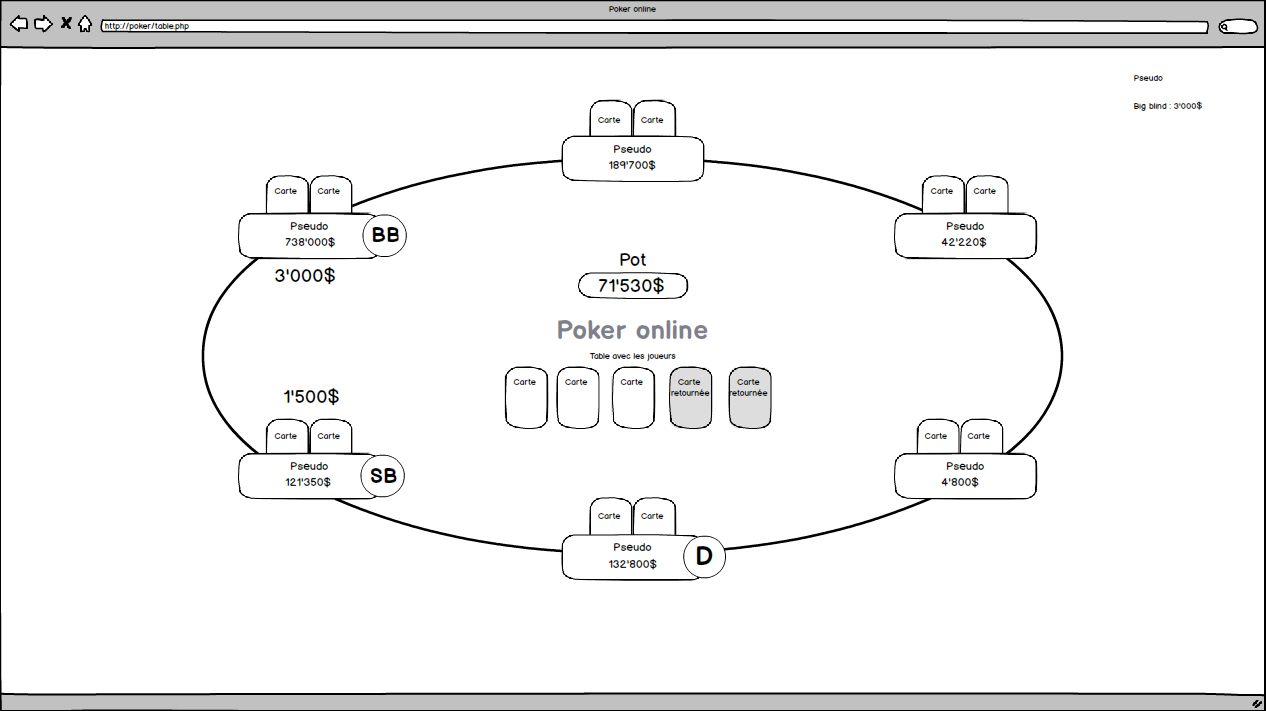 Poker online
http://poker/table.php
Pseudo
Big blind : 3'000$
Carte Carte
Pseudo
189'700$
Carte Carte
Pseudo
738'000$
BB
3'000$
Carte Carte
Pseudo
42'220$
Pot
71'530$
Poker online
Table avec les joueurs
Carte Carte Carte Carte
retournée Carte
retournée
1'500$
Carte Carte
Pseudo
121'350$
SB
Carte Carte
Pseudo
4'800$
Carte Carte
Pseudo
132'800$
D